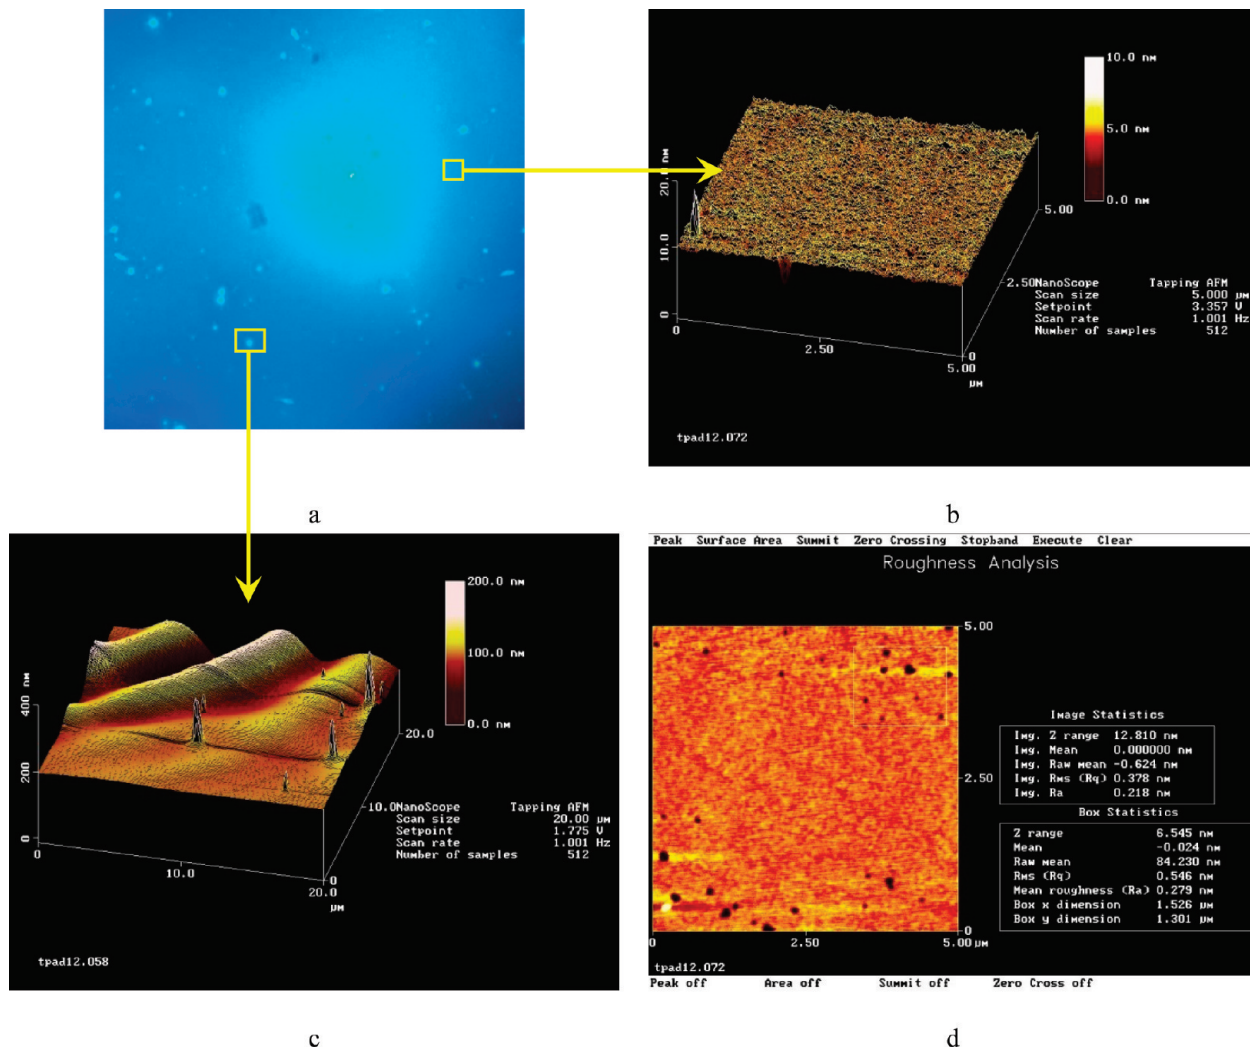 10.0 nm
5.0 nm
0.0 nm
20.0 nm
10.0
0
0
2.50
5.00
μm
0
2.50
5.00
NanoScope Tapping AFM
Scan size 5.000 μm
Setpoint 3.357 V
Scan rate 1.001 Hz
Number of samples 512
tpad12.072
a
b
200.0 nm
100.0 nm
0.0 nm
400 nm
200
0
0
10.0
20.0
μm
0
10.0
20.0
NanoScope Tapping AFM
Scan size 20.00 μm
Setpoint 1.775 V
Scan rate 1.001 Hz
Number of samples 512
tpad12.058
c
Peak Surface Area Summit Zero Crossing Stopband Execute Clear
Roughness Analysis
5.00
2.50
0
0
2.50
5.00 μm
Image Statistics
Img. Z range 12.810 nm
Img. Mean 0.000000 nm
Img. Raw mean -0.624 nm
Img. Rms (Rq) 0.378 nm
Img. Ra 0.218 nm
Box Statistics
Z range 6.545 nm
Mean -0.024 nm
Raw mean 84.230 nm
Rms (Rq) 0.546 nm
Mean roughness (Ra) 0.279 nm
Box x dimension 1.526 μm
Box y dimension 1.301 μm
tpad12.072
Peak off Area off Summit off Zero Cross off
d